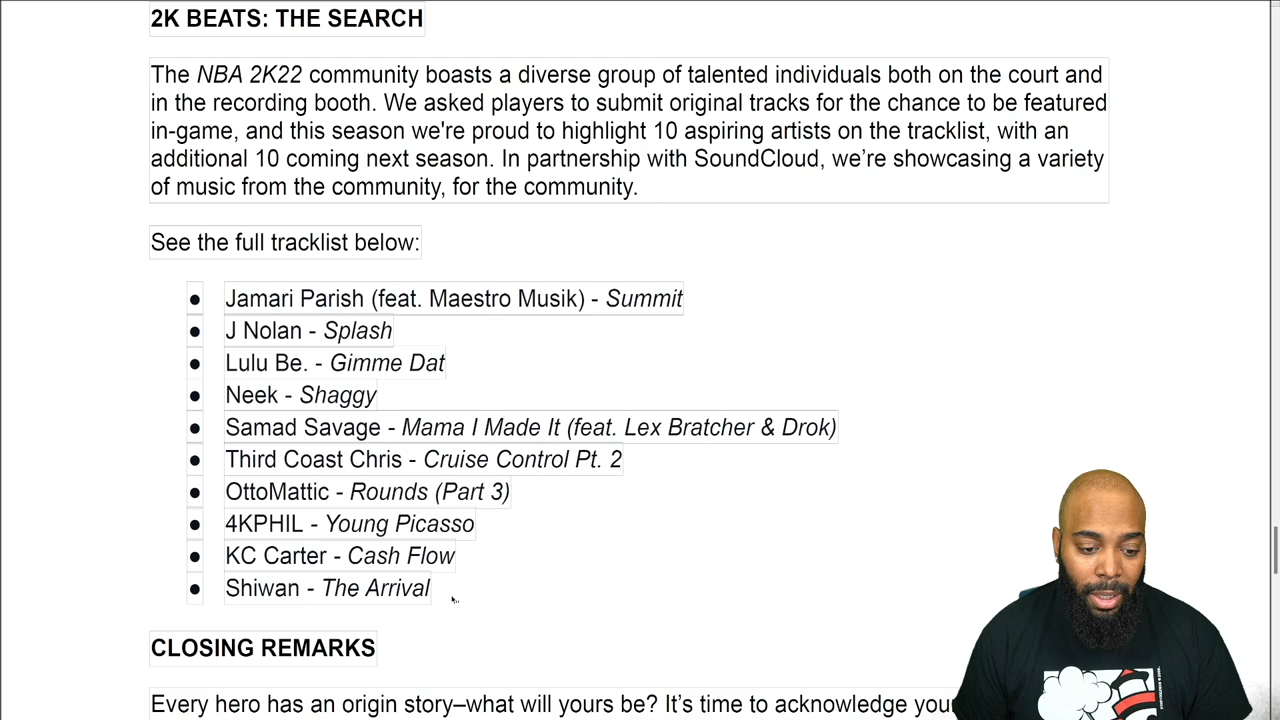 2K BEATS: THE SEARCH
The NBA 2K22 community boasts a diverse group of talented individuals both on the court and
in the recording booth. We asked players to submit original tracks for the chance to be featured
in-game, and this season we're proud to highlight 10 aspiring artists on the tracklist, with an
additional 10 coming next season. In partnership with SoundCloud, we’re showcasing a variety
of music from the community, for the community.
See the full tracklist below:
● Jamari Parish (feat. Maestro Musik) - Summit
● J Nolan - Splash
● Lulu Be. - Gimme Dat
● Neek - Shaggy
● Samad Savage - Mama I Made It (feat. Lex Bratcher & Drok)
● Third Coast Chris - Cruise Control Pt. 2
● OttoMattic - Rounds (Part 3)
● 4KPHIL - Young Picasso
● KC Carter - Cash Flow
● Shiwan - The Arrival
CLOSING REMARKS
Every hero has an origin story–what will yours be? It’s time to acknowledge